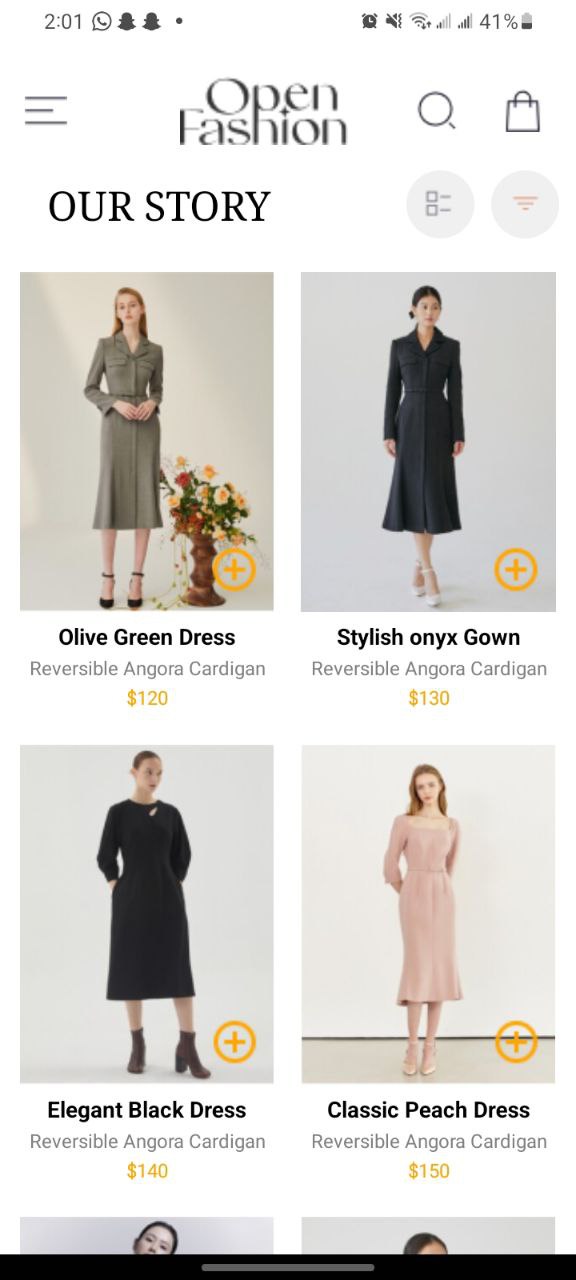 2:01
41%
Open
Fashion
OUR STORY
Olive Green Dress
Reversible Angora Cardigan
$120
Stylish onyx Gown
Reversible Angora Cardigan
$130
Elegant Black Dress
Reversible Angora Cardigan
$140
Classic Peach Dress
Reversible Angora Cardigan
$150